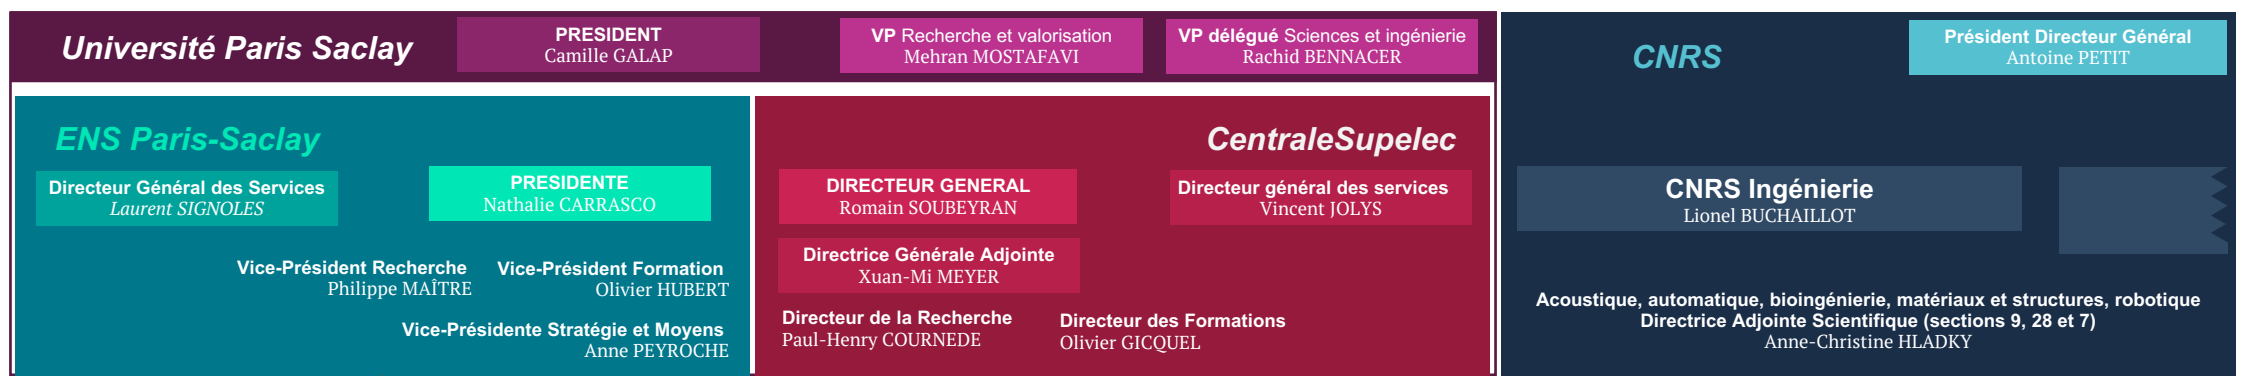 Université Paris Saclay
PRESIDENT
Camille GALAP
VP Recherche et valorisation
Mehran MOSTAFAVI
VP délégué Sciences et ingénierie
Rachid BENNACER
ENS Paris-Saclay
Directeur Général des Services
Laurent SIGNOLES
PRESIDENTE
Nathalie CARRASCO
Vice-Président Recherche
Philippe MAÎTRE
Vice-Président Formation
Olivier HUBERT
Vice-Présidente Stratégie et Moyens
Anne PEYROCHE
CentraleSupelec
DIRECTEUR GENERAL
Romain SOUBEYRAN
Directeur général des services
Vincent JOLYS
Directrice Générale Adjointe
Xuan-Mi MEYER
Directeur de la Recherche
Paul-Henry COURNEDE
Directeur des Formations
Olivier GICQUEL
CNRS
Président Directeur Général
Antoine PETIT
CNRS Ingénierie
Lionel BUCHAILLOT
Acoustique, automatique, bioingénierie, matériaux et structures, robotique
Directrice Adjointe Scientifique (sections 9, 28 et 7)
Anne-Christine HLADKY